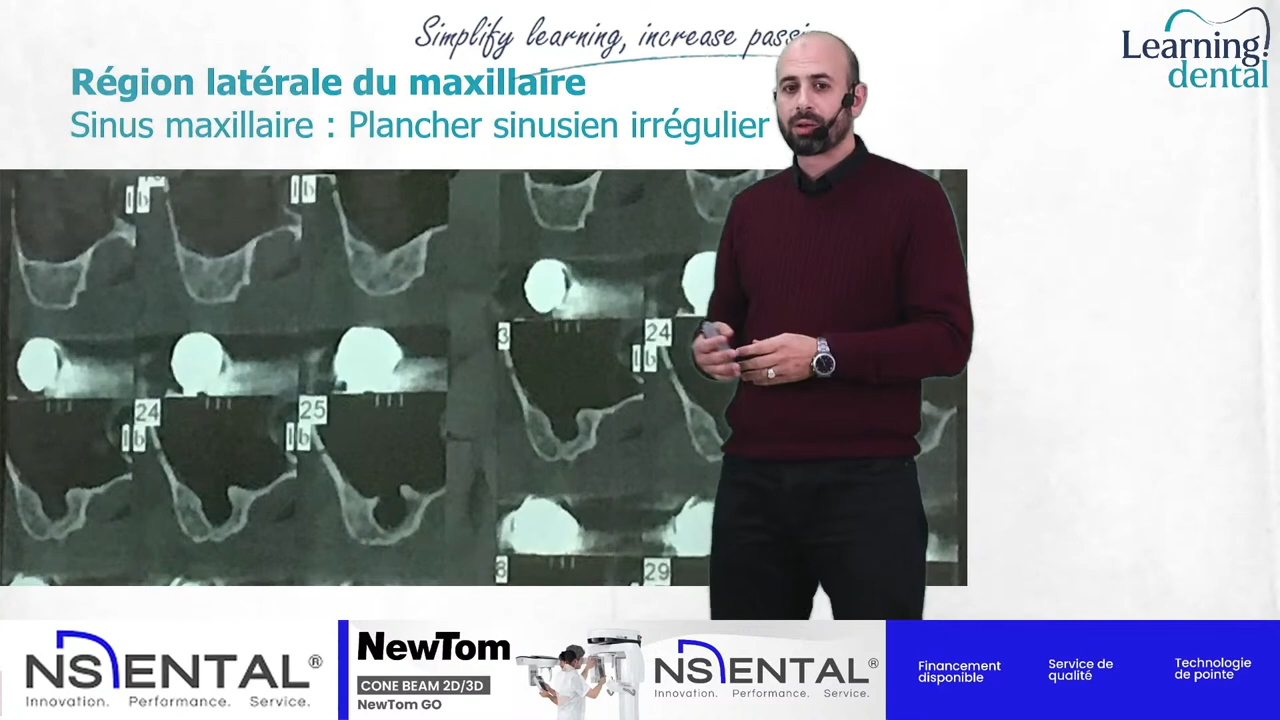 Simplify learning, increase passi
Learning!
dental
Région latérale du maxillaire
Sinus maxillaire : Plancher sinusien irrégulier
l b
l b
24
25
l b
l b
3
24
l b
l b
8
29
NSDENTAL®
Innovation. Performance. Service.
NewTom
CONE BEAM 2D/3D
NewTom GO
NSDENTAL®
Innovation. Performance. Service.
Financement
disponible
Service de
qualité
Technologie
de pointe